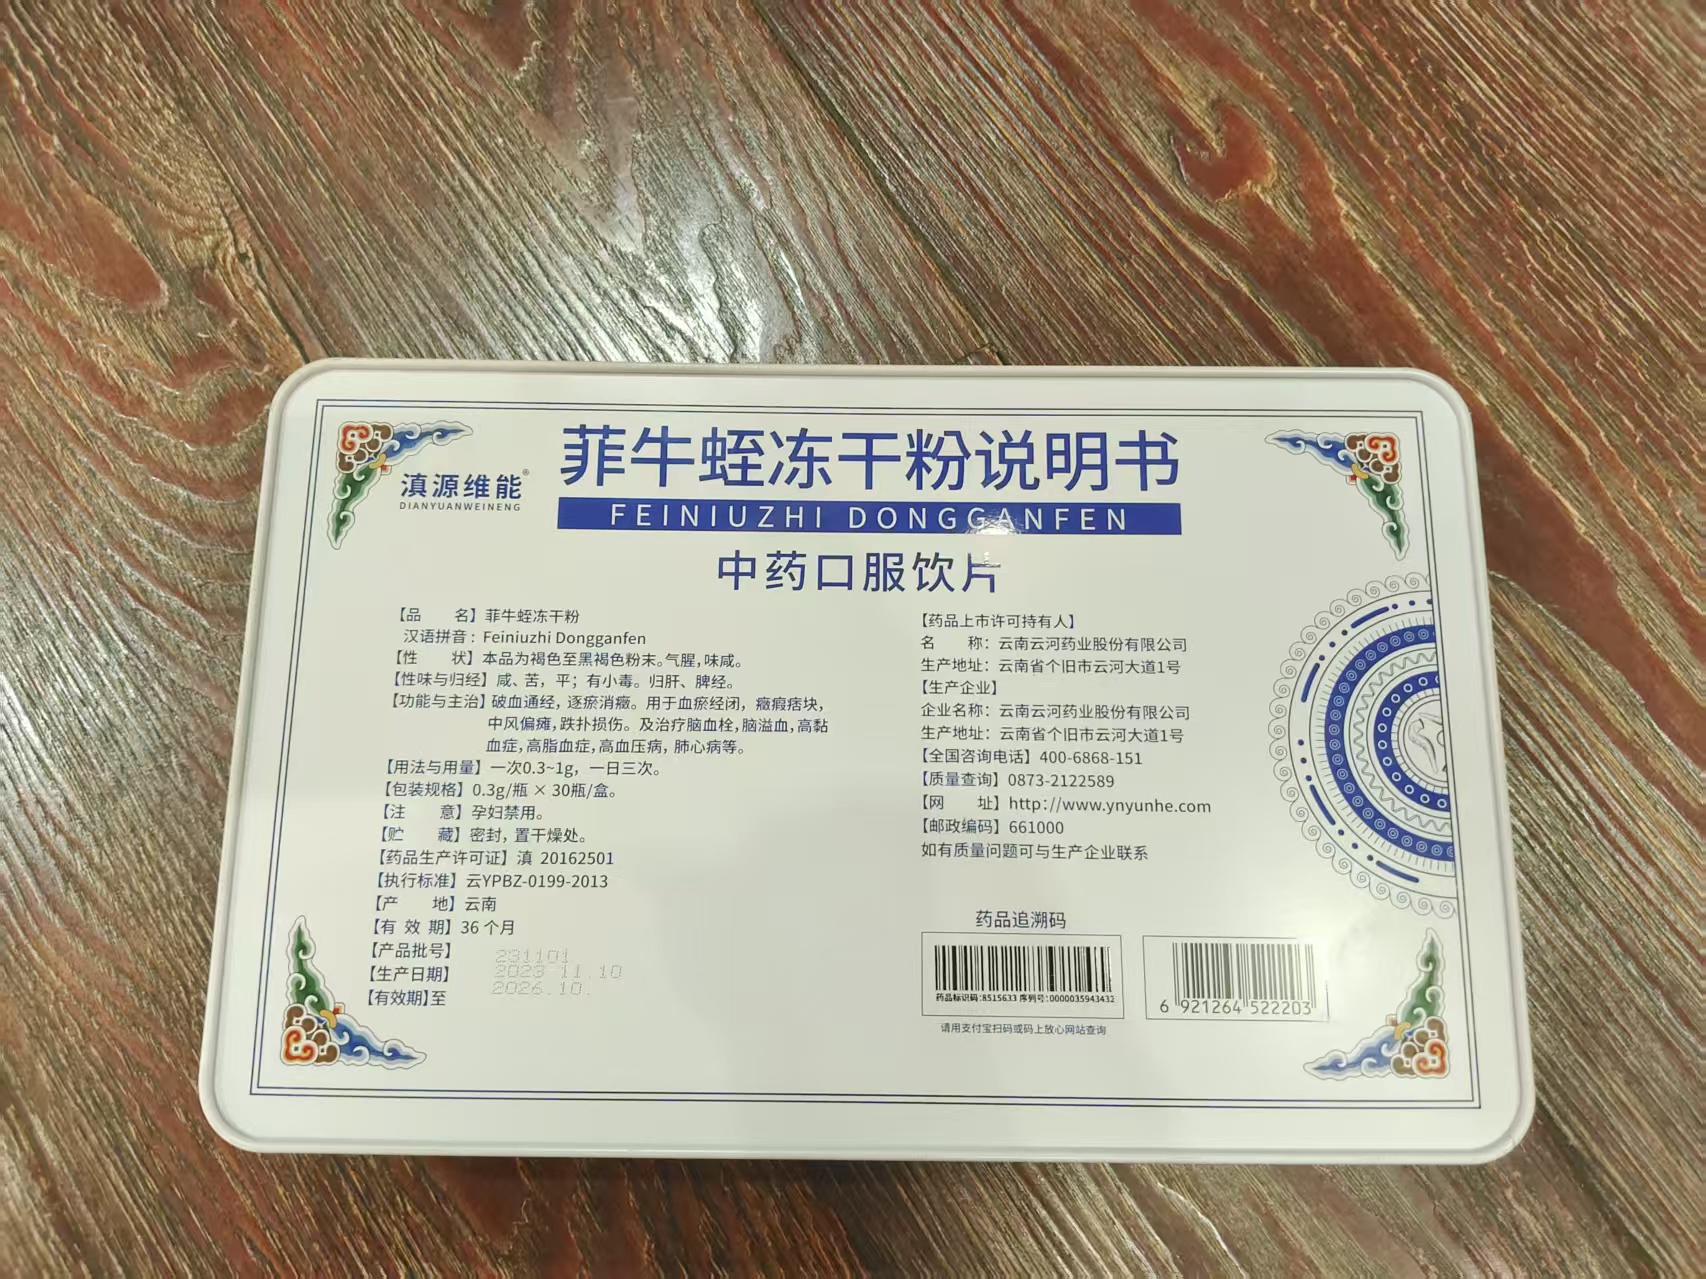 滇源维能®
DIANYUANWEINENG
菲牛蛭冻干粉说明书
FEINIUZHI DONGGANFEN
中药口服饮片
【品 名】菲牛蛭冻干粉
汉语拼音：Feiniuzhi Dongganfen
【性 状】本品为褐色至黑褐色粉末。气腥，味咸。
【性味与归经】咸、苦，平；有小毒。归肝、脾经。
【功能与主治】破血通经，逐瘀消癥。用于血瘀经闭，癥瘕痞块，
中风偏瘫，跌扑损伤。及治疗脑血栓，脑溢血，高黏
血症，高脂血症，高血压病，肺心病等。
【用法与用量】一次0.3~1g，一日三次。
【包装规格】0.3g/瓶 × 30瓶/盒。
【注 意】孕妇禁用。
【贮 藏】密封，置干燥处。
【药品生产许可证】滇 20162501
【执行标准】云YPBZ-0199-2013
【产 地】云南
【有 效 期】36 个月
【产品批号】 231101
【生产日期】 2023 11.10
【有效期】至 2026.10.
【药品上市许可持有人】
名 称：云南云河药业股份有限公司
生产地址：云南省个旧市云河大道1号
【生产企业】
企业名称：云南云河药业股份有限公司
生产地址：云南省个旧市云河大道1号
【全国咨询电话】400-6868-151
【质量查询】0873-2122589
【网 址】http://www.ynyunhe.com
【邮政编码】661000
如有质量问题可与生产企业联系
药品追溯码
药品标识码:8515633 序列号:0000035943432
请用支付宝扫码或码上放心网站查询
6 921264 522203